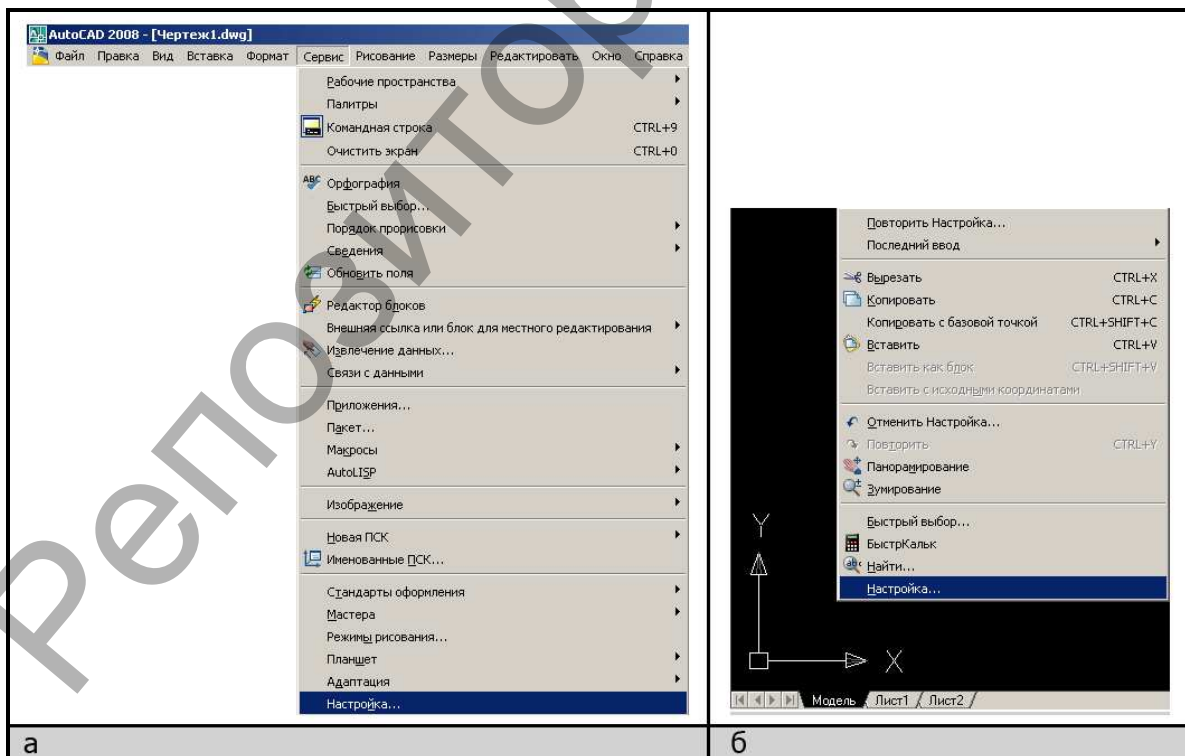 AutoCAD 2008 - [Чертеж1.dwg]
Файл Правка Вид Вставка Формат Сервис Рисование Размеры Редактировать Окно Справка
Рабочие пространства
Палитры
Командная строка CTRL+9
Очистить экран CTRL+0
ABC Орфография
Быстрый выбор...
Порядок прорисовки
Сведения
Обновить поля
Редактор блоков
Внешняя ссылка или блок для местного редактирования
Извлечение данных...
Связи с данными
Приложения...
Пакет...
Макросы
AutoLISP
Изображение
Новая ПСК
Именованные ПСК...
Стандарты оформления
Мастера
Режимы рисования...
Планшет
Адаптация
Настройка...
а
Повторить Настройка...
Последний ввод
Вырезать CTRL+X
Копировать CTRL+C
Копировать с базовой точкой CTRL+SHIFT+C
Вставить CTRL+V
Вставить как блок CTRL+SHIFT+V
Вставить с исходными координатами
Отменить Настройка...
Повторить CTRL+Y
Панорамирование
Зумирование
Быстрый выбор...
БыстрКальк
abc Найти...
Настройка...
Y
X
Модель Лист1 Лист2
б
Репозитор